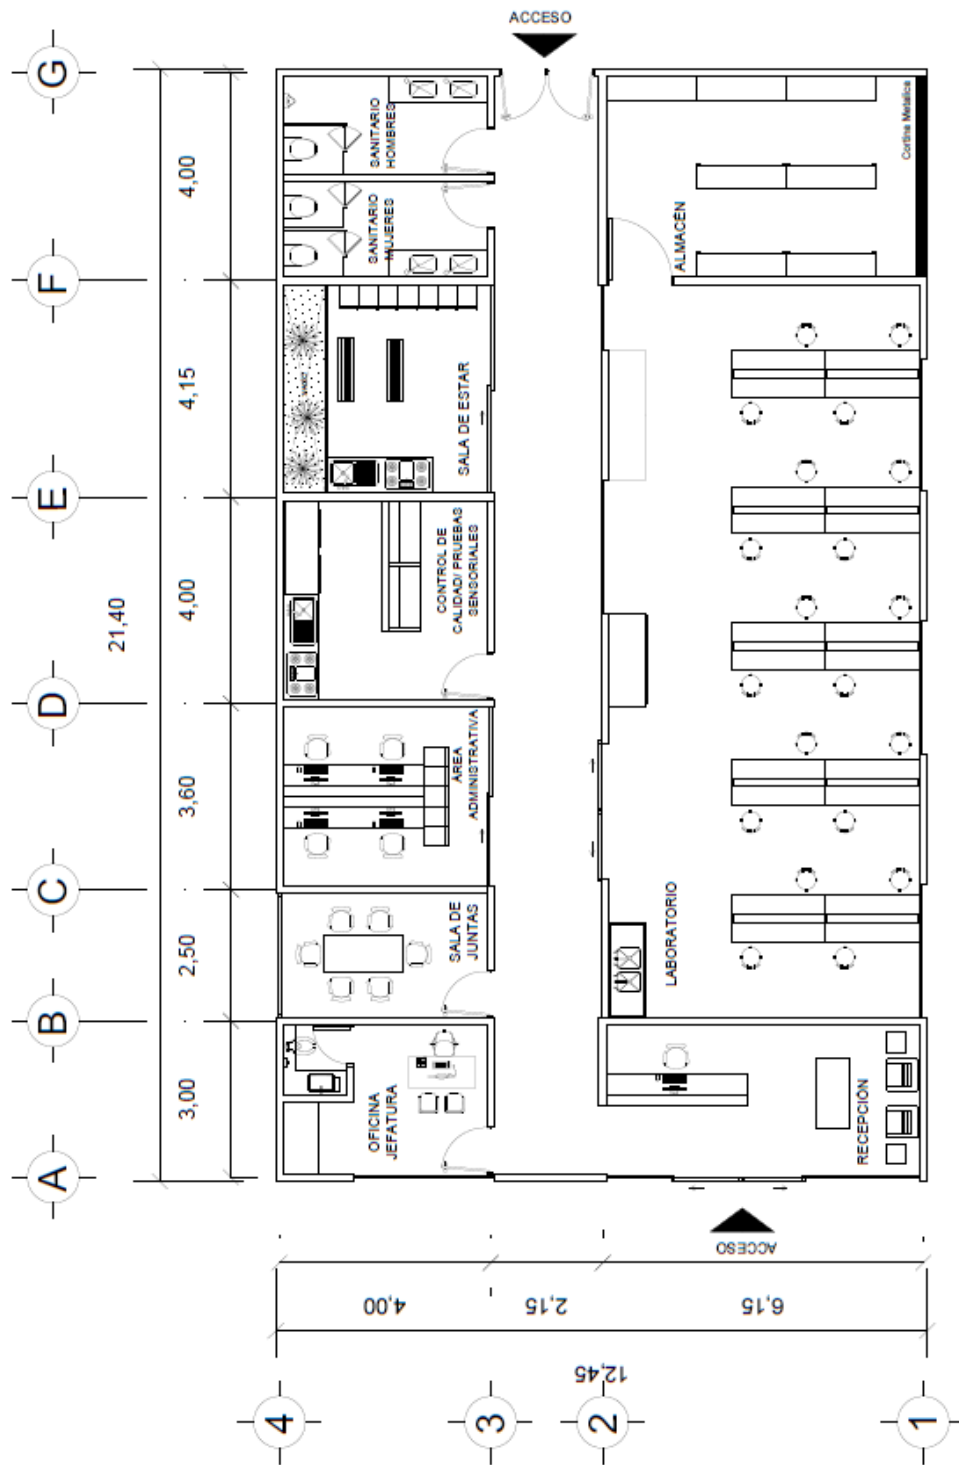 ACCESO
G
F
E
D
C
B
A
4,00
4,15
4,00
3,60
2,50
3,00
21,40
SANITARIO
HOMBRES
SANITARIO
MUJERES
SALA DE ESTAR
CONTROL DE
CALIDAD/ PRUEBAS
SENSORIALES
ÁREA
ADMINISTRATIVA
SALA DE
JUNTAS
OFICINA
JEFATURA
Cortina Metalica
ALMACÉN
LABORATORIO
RECEPCIÓN
ACCESO
4,00
2,15
6,15
12,45
4
3
2
1